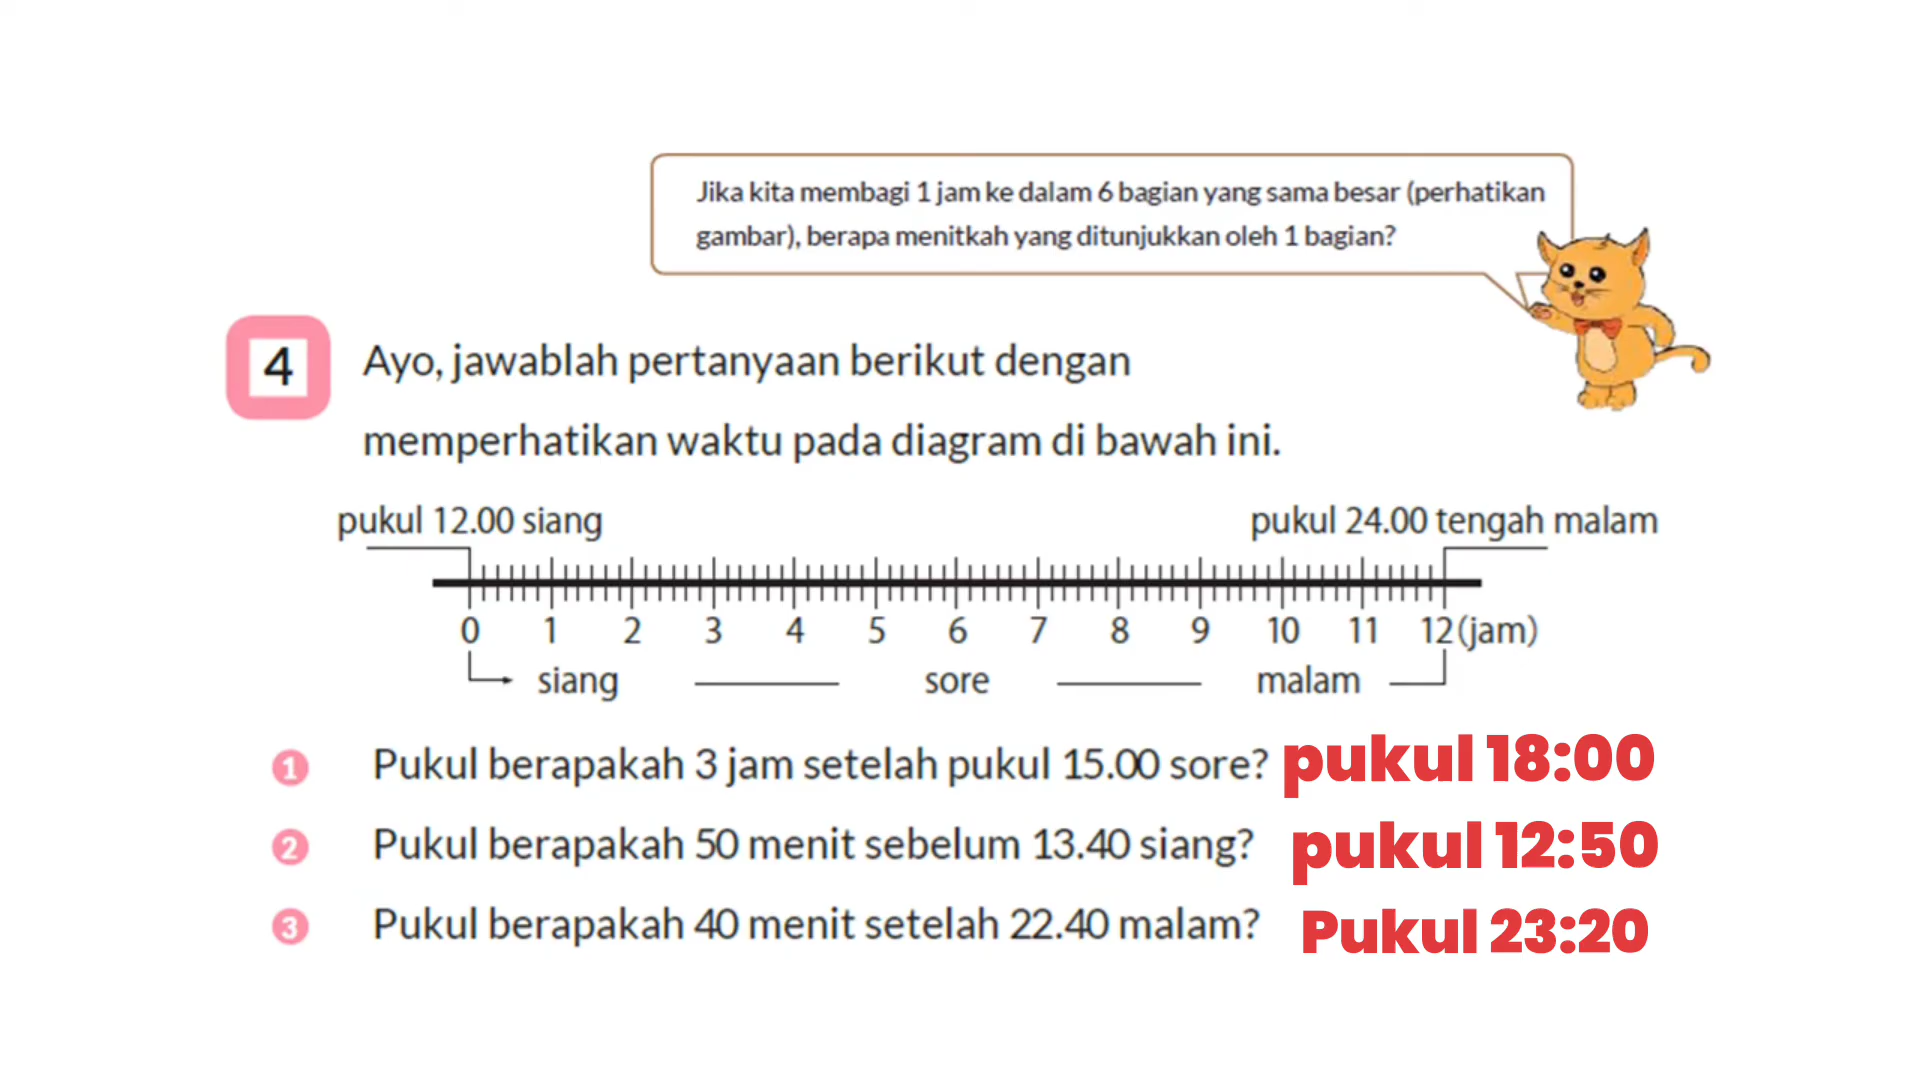 Jika kita membagi 1 jam ke dalam 6 bagian yang sama besar (perhatikan
gambar), berapa menitkah yang ditunjukkan oleh 1 bagian?
4 Ayo, jawablah pertanyaan berikut dengan
memperhatikan waktu pada diagram di bawah ini.
pukul 12.00 siang pukul 24.00 tengah malam
0 1 2 3 4 5 6 7 8 9 10 11 12 (jam)
siang sore malam
1 Pukul berapakah 3 jam setelah pukul 15.00 sore? pukul 18:00
2 Pukul berapakah 50 menit sebelum 13.40 siang? pukul 12:50
3 Pukul berapakah 40 menit setelah 22.40 malam? Pukul 23:20